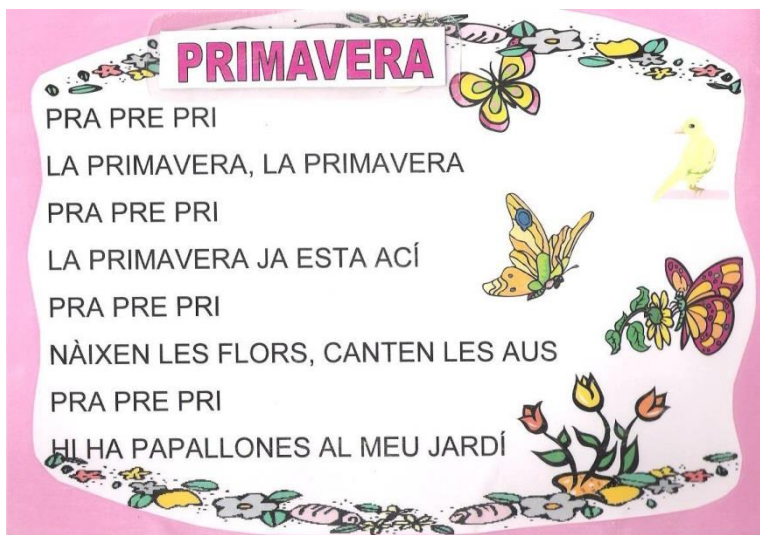 PRIMAVERA
PRA PRE PRI
LA PRIMAVERA, LA PRIMAVERA
PRA PRE PRI
LA PRIMAVERA JA ESTA ACÍ
PRA PRE PRI
NÀIXEN LES FLORS, CANTEN LES AUS
PRA PRE PRI
HI HA PAPALLONES AL MEU JARDÍ